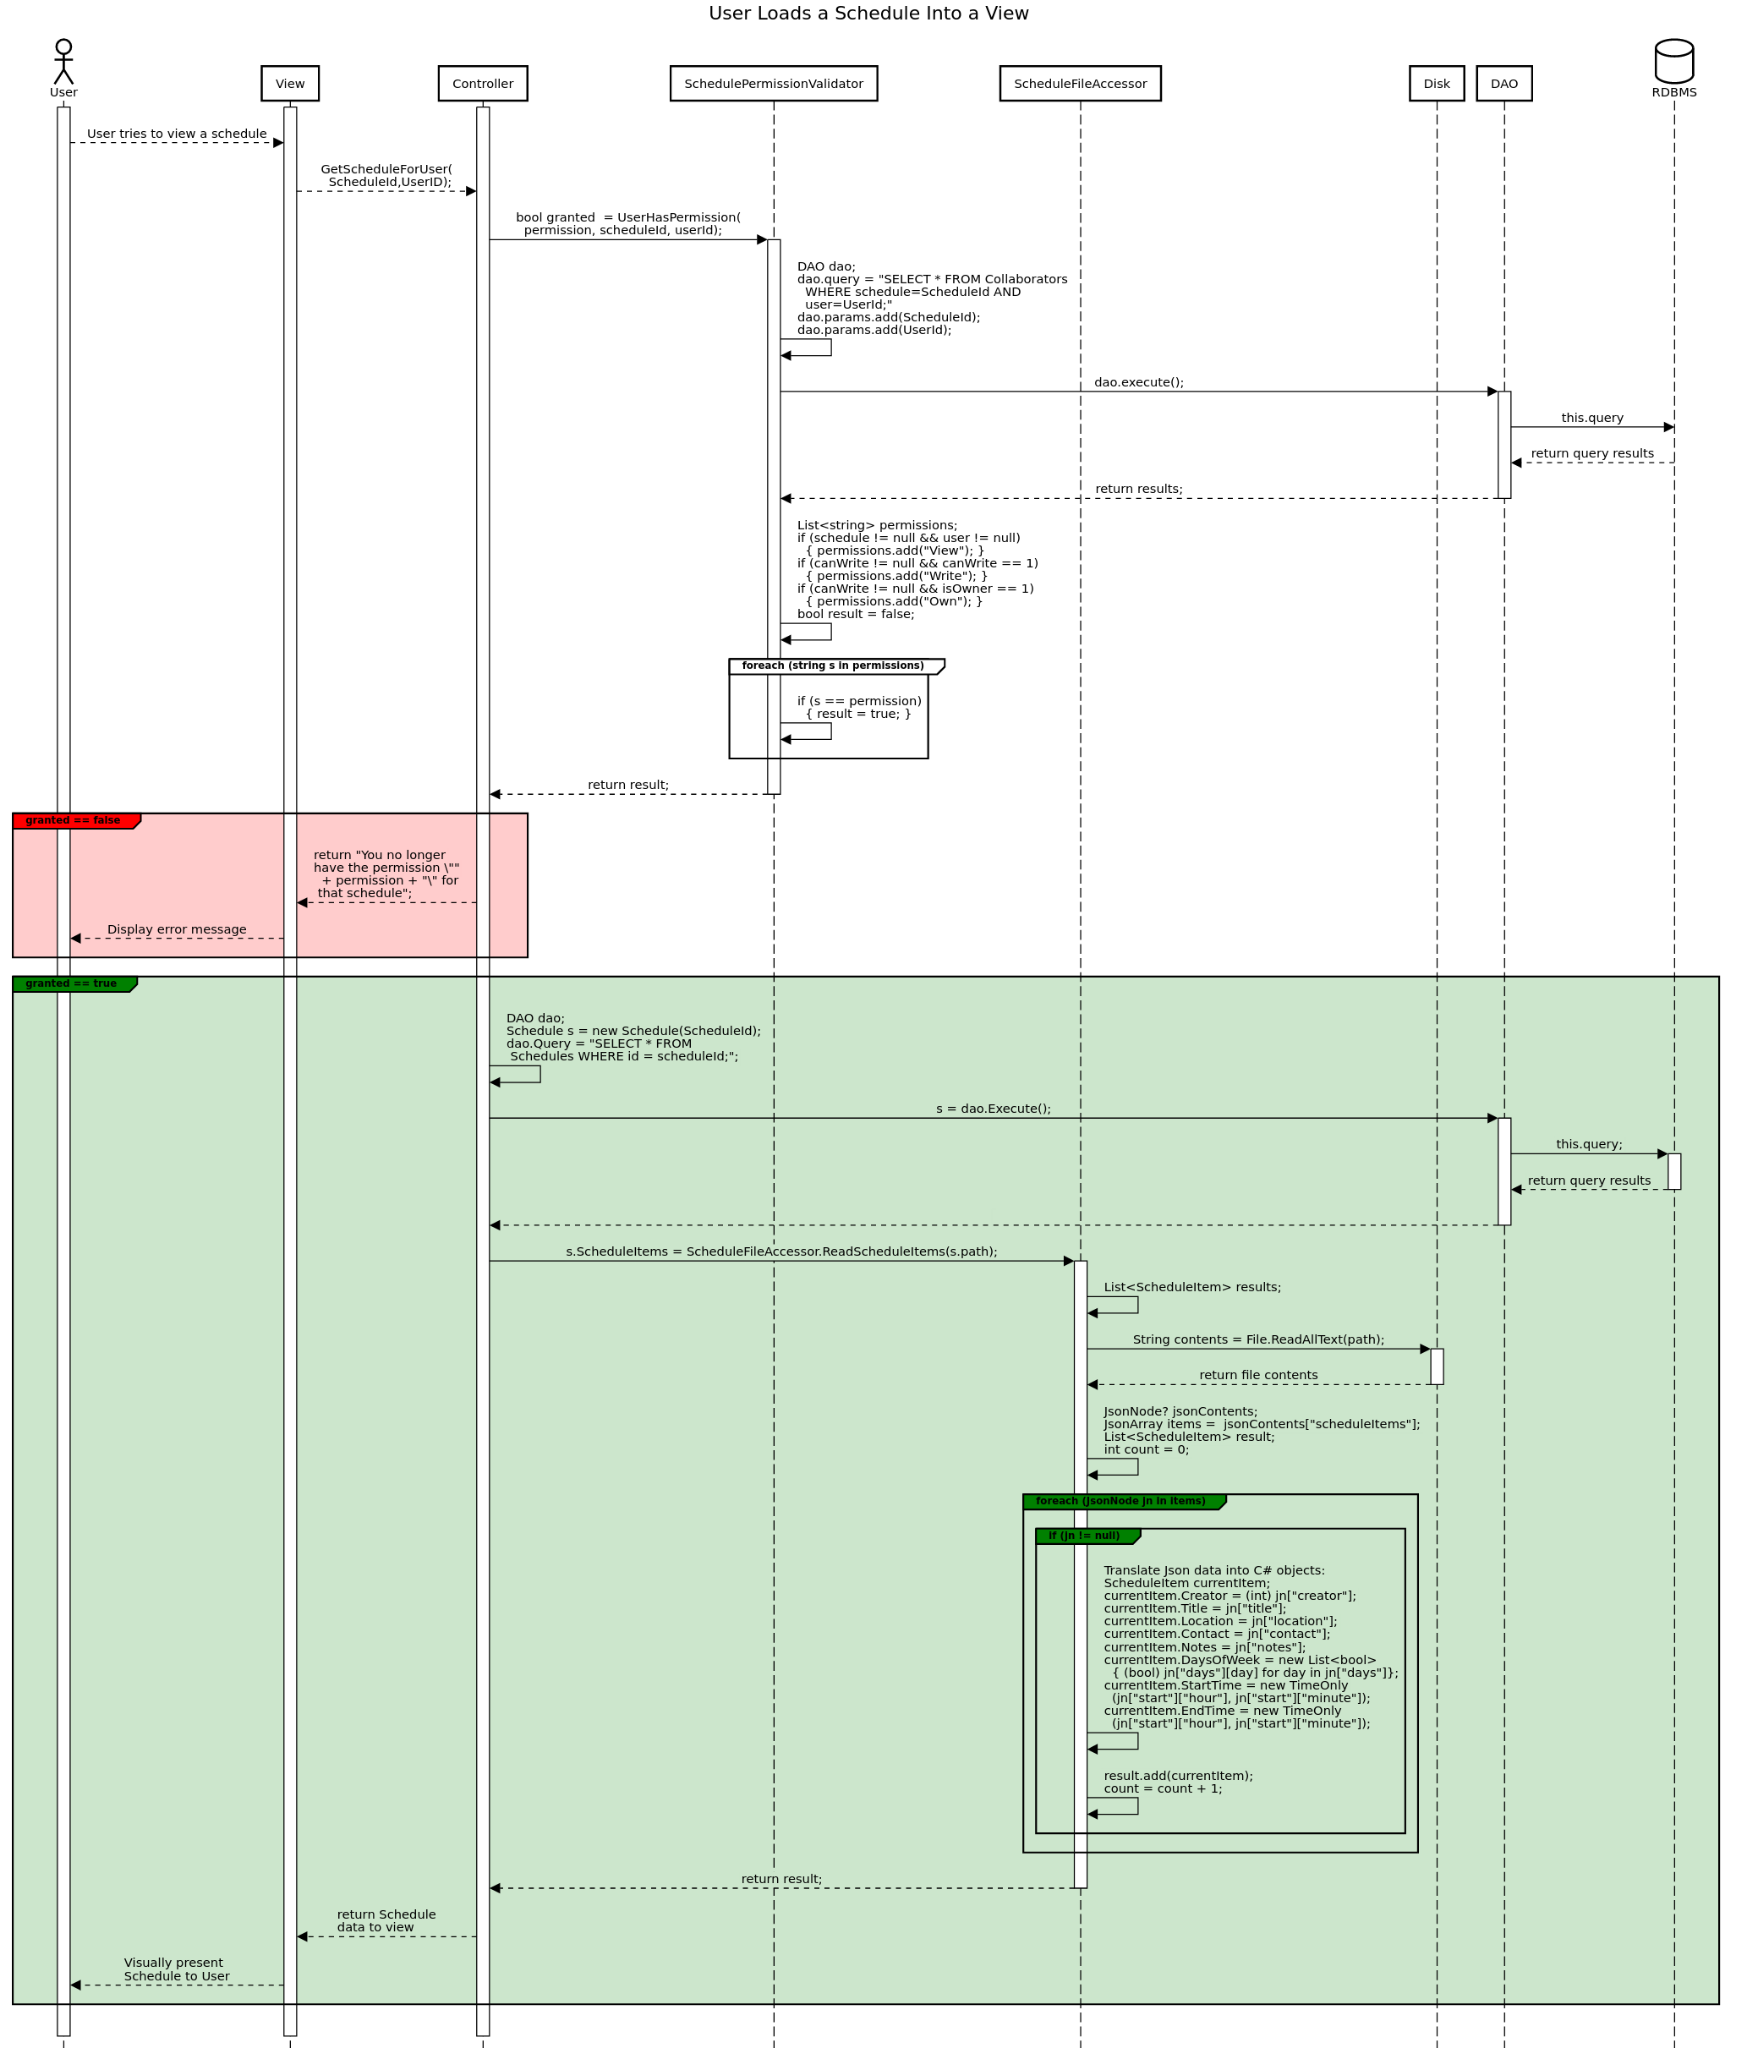 User Loads a Schedule Into a View
User
View
Controller
SchedulePermissionValidator
ScheduleFileAccessor
Disk
DAO
RDBMS
User tries to view a schedule
GetScheduleForUser(
ScheduleId,UserID);
bool granted  = UserHasPermission(
permission, scheduleId, userId);
DAO dao;
dao.query = "SELECT * FROM Collaborators
WHERE schedule=ScheduleId AND
user=UserId;"
dao.params.add(ScheduleId);
dao.params.add(UserId);
dao.execute();
this.query
return query results
return results;
List<string> permissions;
if (schedule != null && user != null)
{ permissions.add("View"); }
if (canWrite != null && canWrite == 1)
{ permissions.add("Write"); }
if (canWrite != null && isOwner == 1)
{ permissions.add("Own"); }
bool result = false;
foreach (string s in permissions)
if (s == permission)
{ result = true; }
return result;
granted == false
return "You no longer
have the permission \""
+ permission + "\" for
that schedule";
Display error message
granted == true
DAO dao;
Schedule s = new Schedule(ScheduleId);
dao.Query = "SELECT * FROM
Schedules WHERE id = scheduleId;";
s = dao.Execute();
this.query;
return query results
s.ScheduleItems = ScheduleFileAccessor.ReadScheduleItems(s.path);
List<ScheduleItem> results;
String contents = File.ReadAllText(path);
return file contents
JsonNode? jsonContents;
JsonArray items =  jsonContents["scheduleItems"];
List<ScheduleItem> result;
int count = 0;
foreach (jsonNode jn in items)
if (jn != null)
Translate Json data into C# objects:
ScheduleItem currentItem;
currentItem.Creator = (int) jn["creator"];
currentItem.Title = jn["title"];
currentItem.Location = jn["location"];
currentItem.Contact = jn["contact"];
currentItem.Notes = jn["notes"];
currentItem.DaysOfWeek = new List<bool>
{ (bool) jn["days"][day] for day in jn["days"]};
currentItem.StartTime = new TimeOnly
(jn["start"]["hour"], jn["start"]["minute"]);
currentItem.EndTime = new TimeOnly
(jn["start"]["hour"], jn["start"]["minute"]);
result.add(currentItem);
count = count + 1;
return result;
return Schedule
data to view
Visually present
Schedule to User